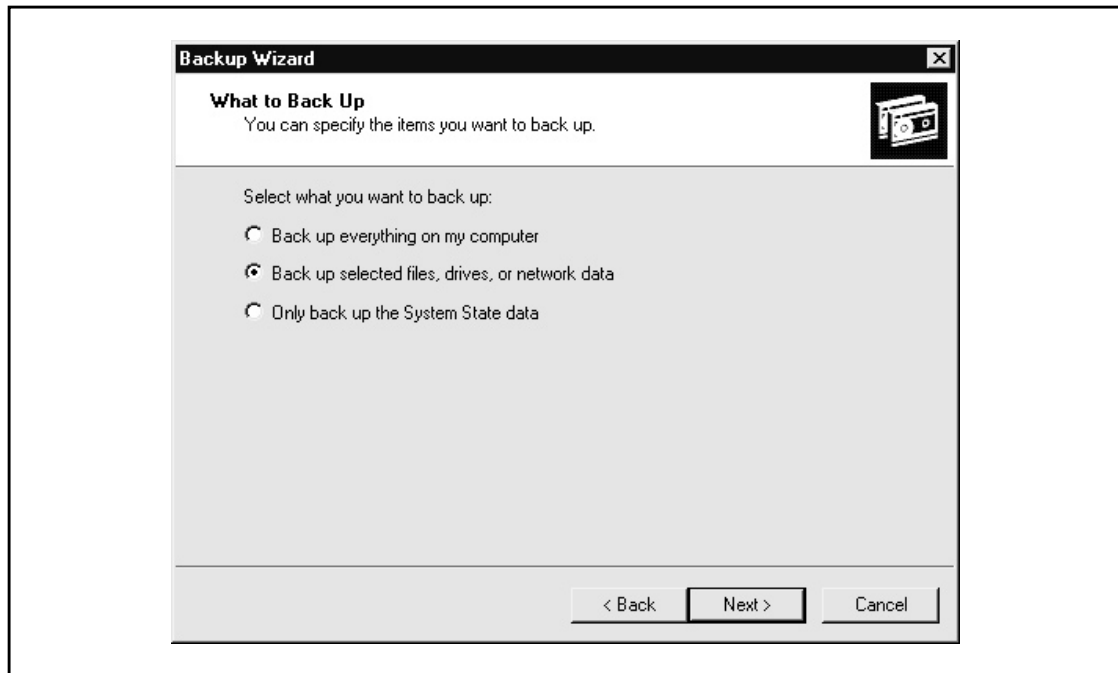 Backup Wizard
What to Back Up
You can specify the items you want to back up.
Select what you want to back up:
Back up everything on my computer
Back up selected files, drives, or network data
Only back up the System State data
< Back
Next >
Cancel